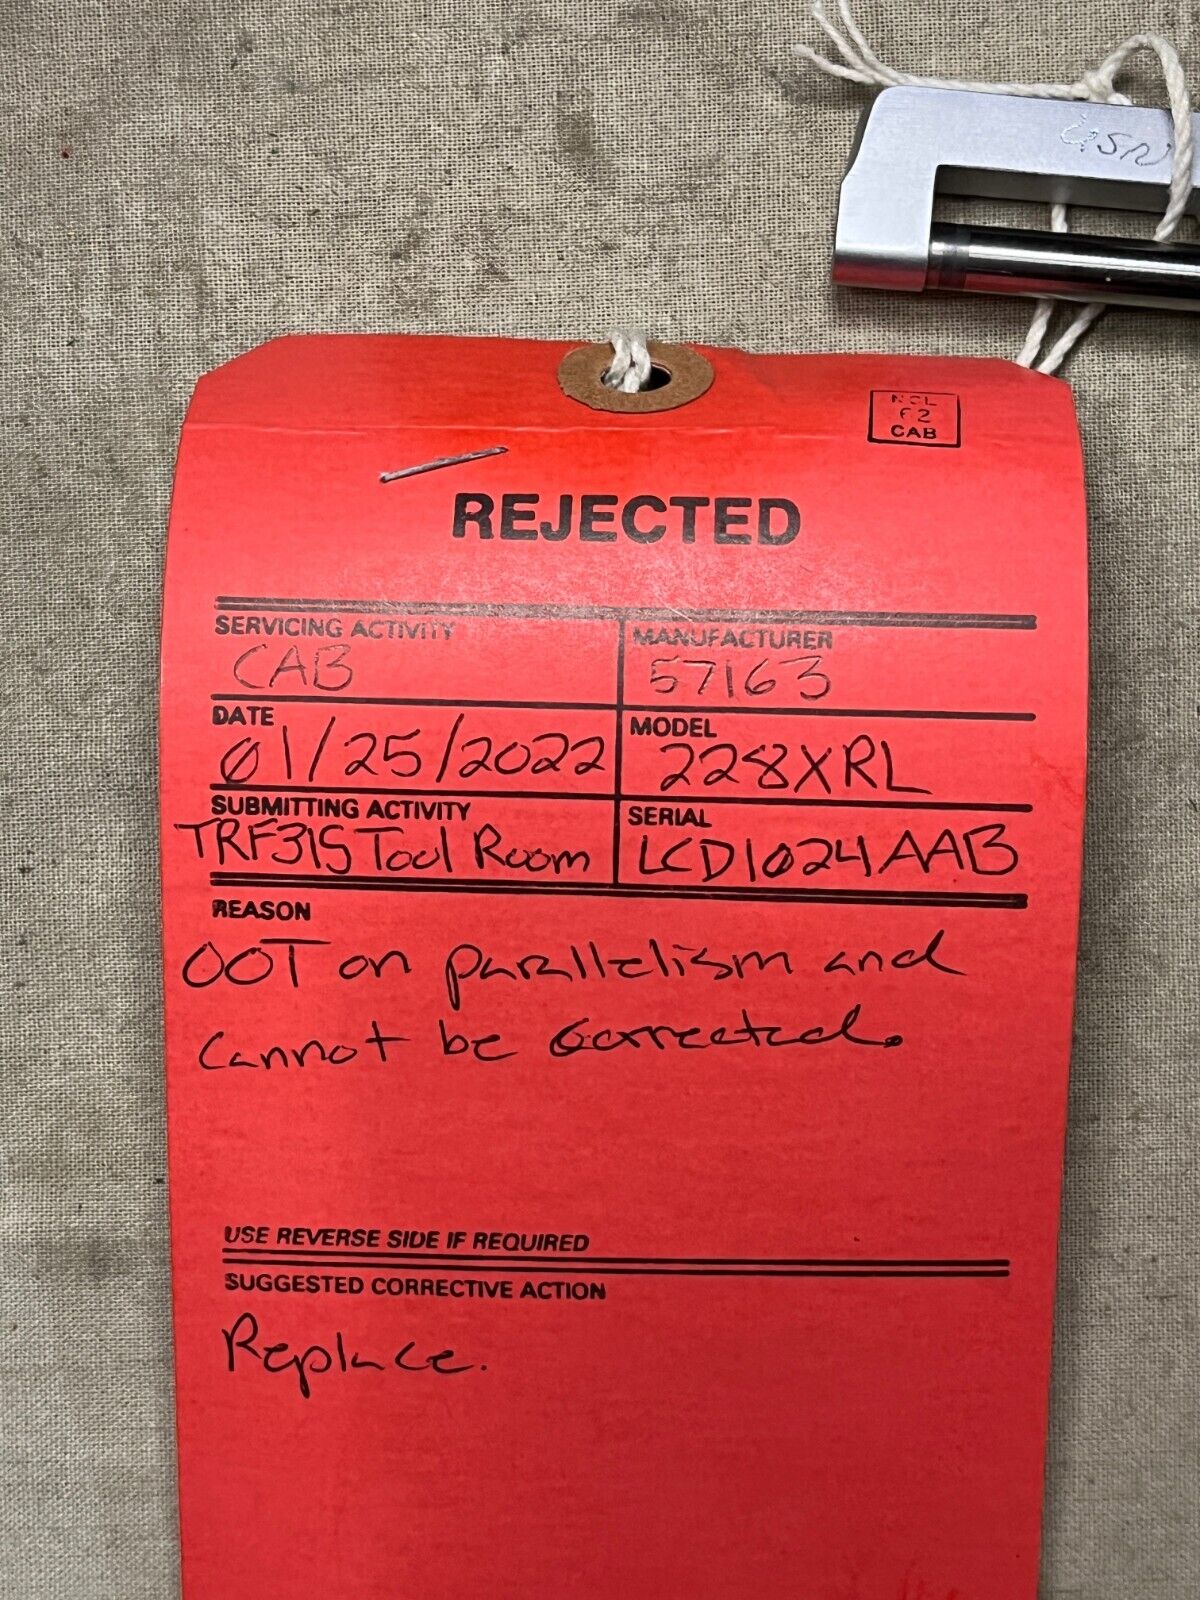 USN
NCL
62
CAB
REJECTED
SERVICING ACTIVITY
CAB
MANUFACTURER
57163
DATE
01/25/2022
MODEL
228XRL
SUBMITTING ACTIVITY
TRF315 Tool Room
SERIAL
LCD1024AAB
REASON
OOT on parallelism and
cannot be corrected.
USE REVERSE SIDE IF REQUIRED
SUGGESTED CORRECTIVE ACTION
Replace.